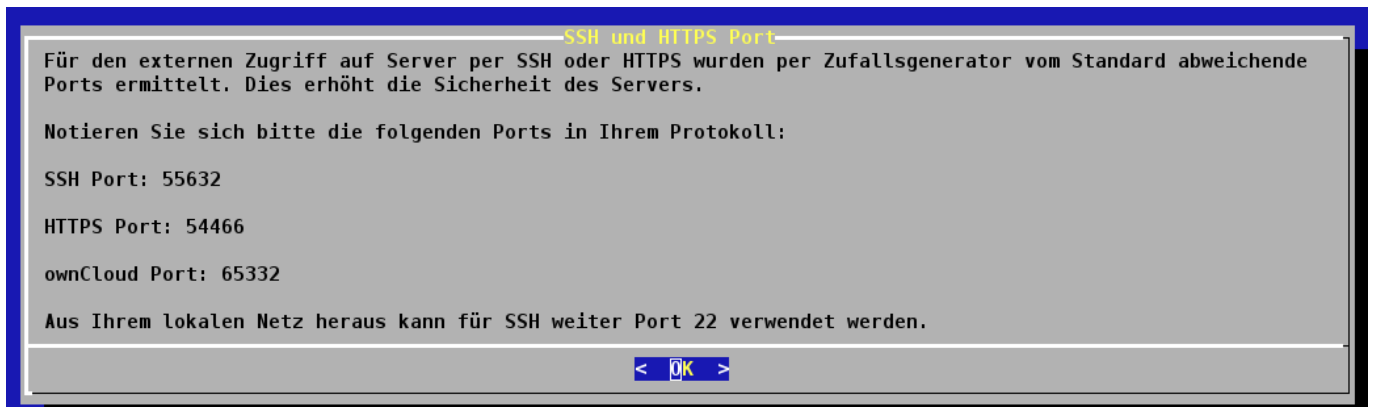 SSH und HTTPS Port
Für den externen Zugriff auf Server per SSH oder HTTPS wurden per Zufallsgenerator vom Standard abweichende
Ports ermittelt. Dies erhöht die Sicherheit des Servers.
Notieren Sie sich bitte die folgenden Ports in Ihrem Protokoll:
SSH Port: 55632
HTTPS Port: 54466
ownCloud Port: 65332
Aus Ihrem lokalen Netz heraus kann für SSH weiter Port 22 verwendet werden.
< OK >